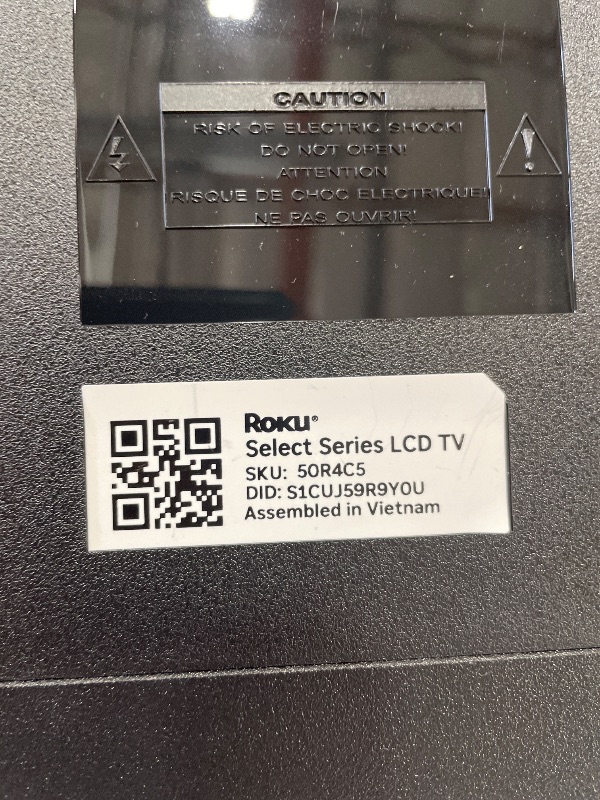 CAUTION
RISK OF ELECTRIC SHOCK!
DO NOT OPEN!
ATTENTION
RISQUE DE CHOC ELECTRIQUE!
NE PAS OUVRIR!
ROKU®
Select Series LCD TV
SKU: 50R4C5
DID: S1CUJ59R9Y0U
Assembled in Vietnam